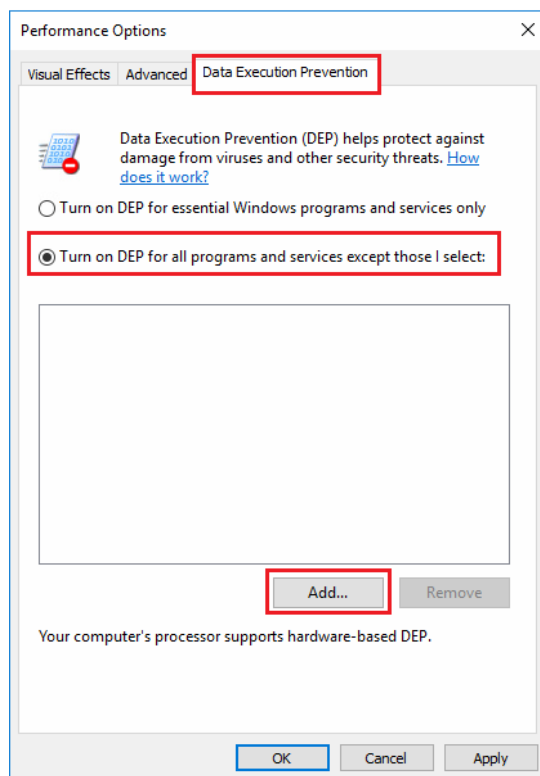 Performance Options
Visual Effects Advanced Data Execution Prevention
Data Execution Prevention (DEP) helps protect against
damage from viruses and other security threats. How
does it work?
Turn on DEP for essential Windows programs and services only
Turn on DEP for all programs and services except those I select:
Add... Remove
Your computer's processor supports hardware-based DEP.
OK Cancel Apply